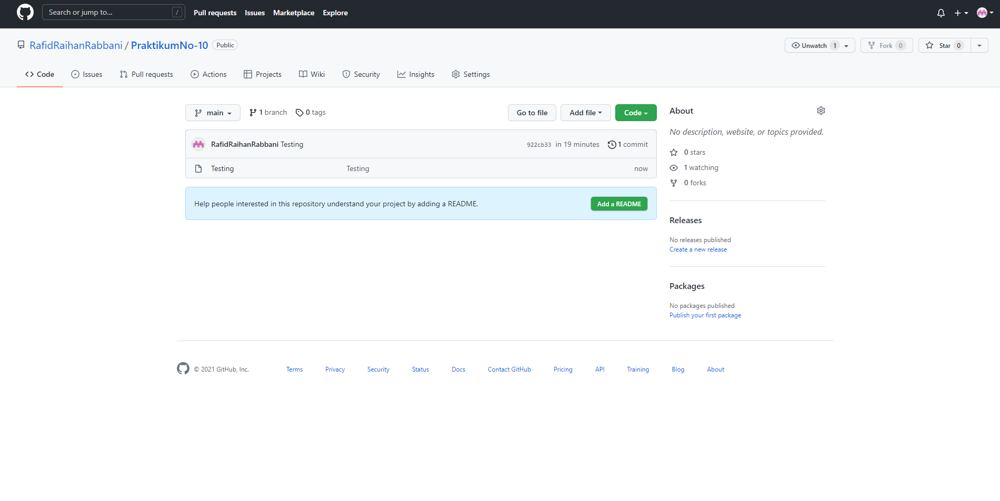 Search or jump to... /
Pull requests Issues Marketplace Explore
RafidRaihanRabbani / PraktikumNo-10 Public
Unwatch 1 Fork 0 Star 0
Code Issues Pull requests Actions Projects Wiki Security Insights Settings
main 1 branch 0 tags Go to file Add file Code
RafidRaihanRabbani Testing 922cb33 in 19 minutes 1 commit
Testing Testing now
Help people interested in this repository understand your project by adding a README. Add a README
About
No description, website, or topics provided.
0 stars
1 watching
0 forks
Releases
No releases published
Create a new release
Packages
No packages published
Publish your first package
© 2021 GitHub, Inc. Terms Privacy Security Status Docs Contact GitHub Pricing API Training Blog About